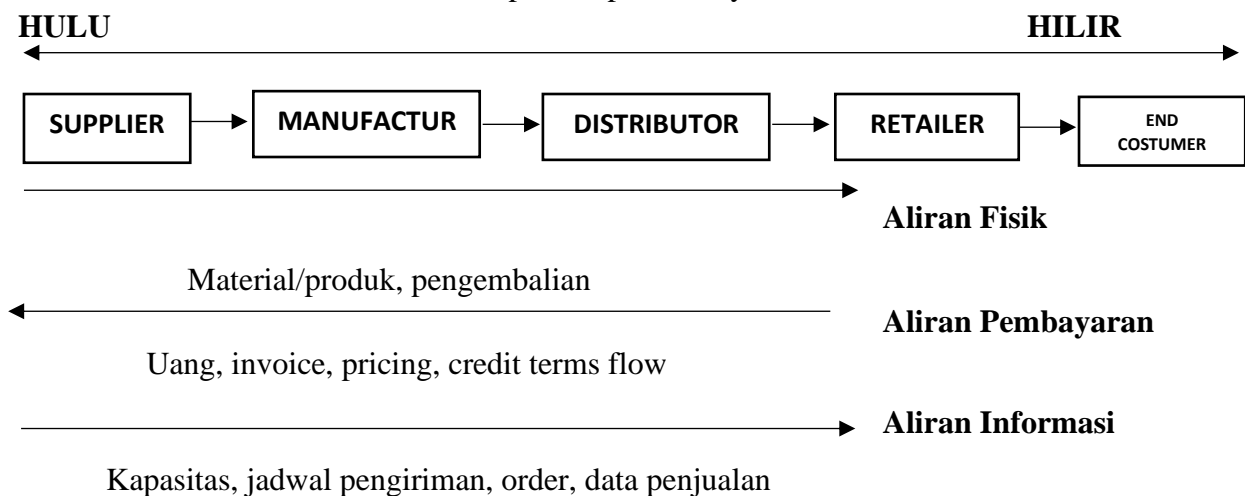 HULU HILIR
SUPPLIER MANUFACTUR DISTRIBUTOR RETAILER END
COSTUMER
Aliran Fisik
Material/produk, pengembalian
Aliran Pembayaran
Uang, invoice, pricing, credit terms flow
Aliran Informasi
Kapasitas, jadwal pengiriman, order, data penjualan